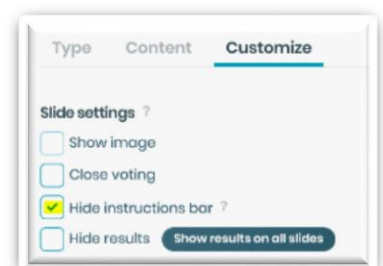 Type Content Customize
Slide settings ?
Show image
Close voting
Hide instructions bar ?
Hide results Show results on all slides